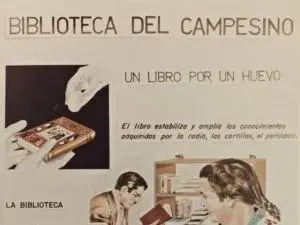 BIBLIOTECA DEL CAMPESINO
UN LIBRO POR UN HUEVO
El libro estabiliza y amplía los conocimientos
adquiridos por la radio, las cartillas, el periódico.
LA BIBLIOTECA